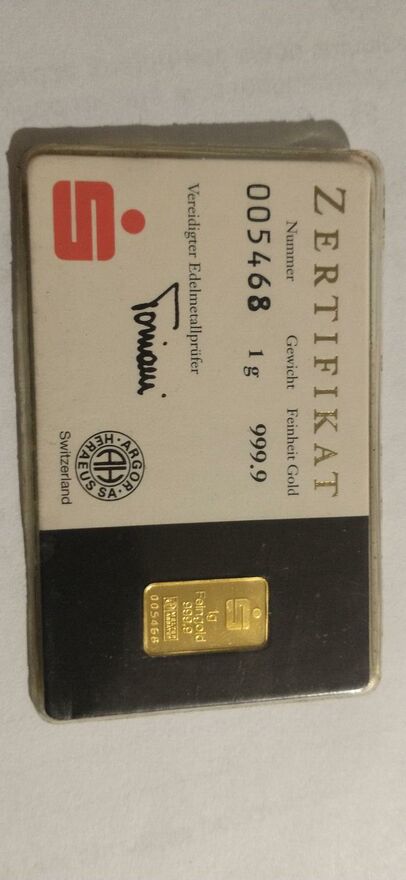 ZERTIFIKAT
Nummer Gewicht Feinheit Gold
005468 1 g 999.9
Vereidigter Edelmetallprüfer
ARGOR
HERAEUS SA
Switzerland
1g
Feingold
999.9
005468